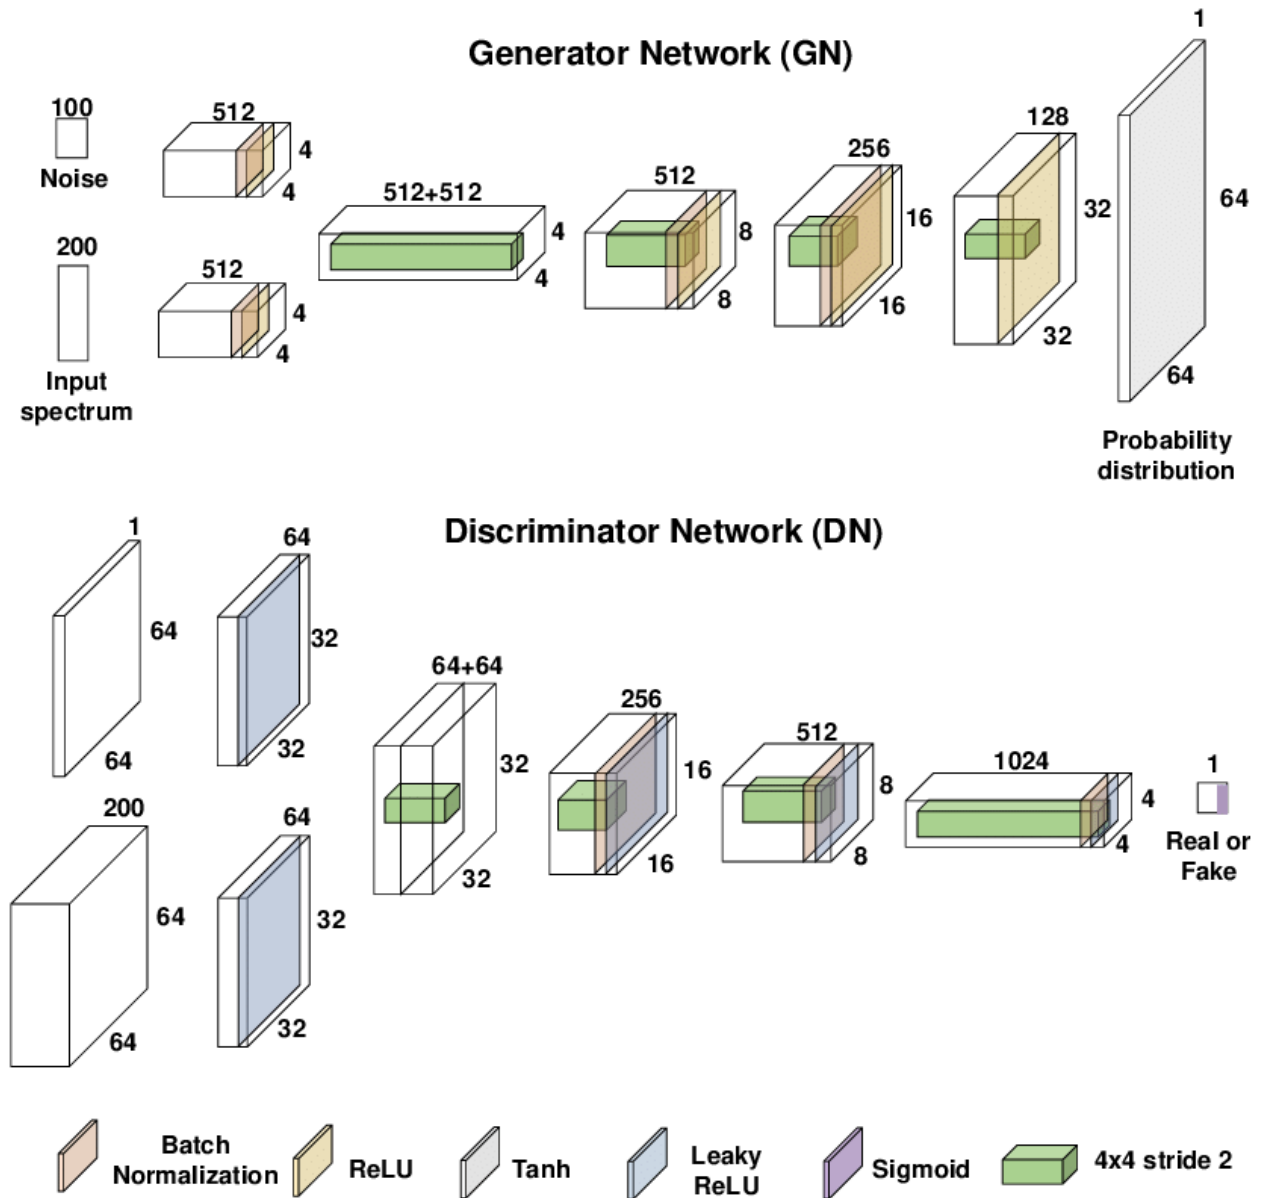 Generator Network (GN)
100
Noise
512
4
4
200
Input
spectrum
512
4
4
512+512
4
4
512
8
8
256
16
16
128
32
32
1
64
64
Probability
distribution
Discriminator Network (DN)
1
64
64
64
32
32
200
64
64
64
32
32
64+64
32
32
256
16
16
512
8
8
1024
4
4
1
Real or
Fake
Batch
Normalization
ReLU
Tanh
Leaky
ReLU
Sigmoid
4x4 stride 2